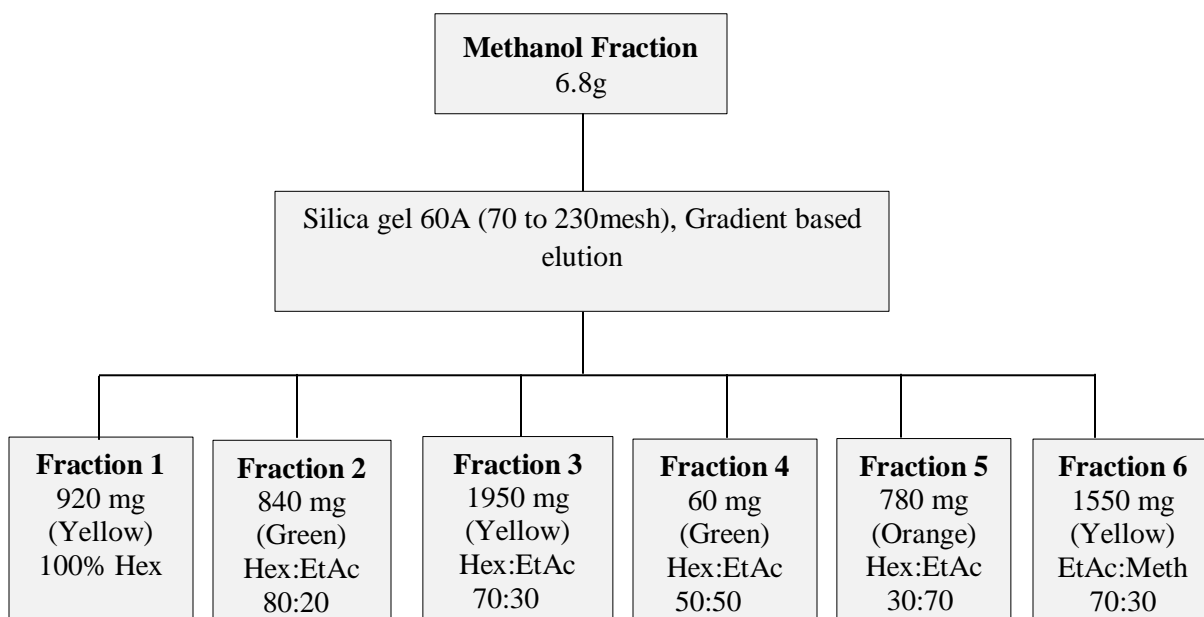 Methanol Fraction
6.8g
Silica gel 60A (70 to 230mesh), Gradient based
elution
Fraction 1
920 mg
(Yellow)
100% Hex
Fraction 2
840 mg
(Green)
Hex:EtAc
80:20
Fraction 3
1950 mg
(Yellow)
Hex:EtAc
70:30
Fraction 4
60 mg
(Green)
Hex:EtAc
50:50
Fraction 5
780 mg
(Orange)
Hex:EtAc
30:70
Fraction 6
1550 mg
(Yellow)
EtAc:Meth
70:30